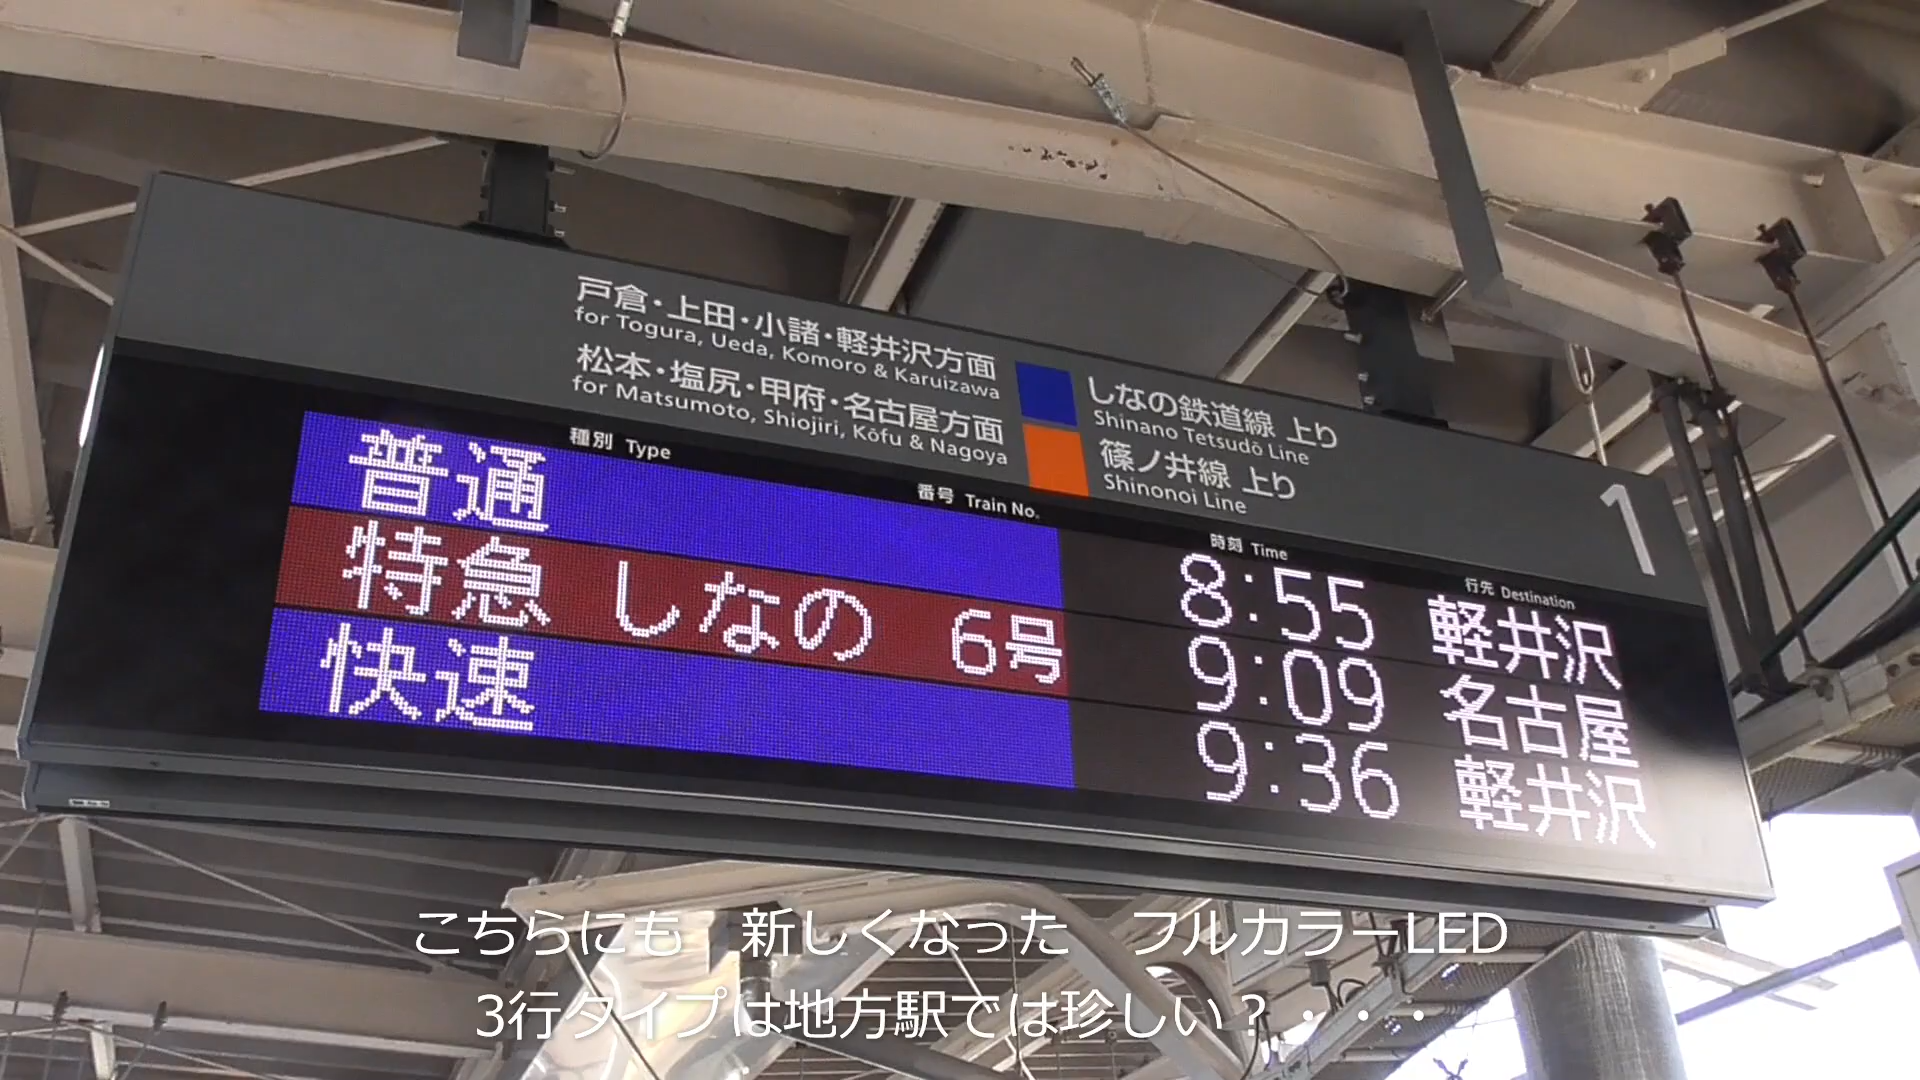 戸倉・上田・小諸・軽井沢方面
for Togura, Ueda, Komoro & Karuizawa
松本・塩尻・甲府・名古屋方面
for Matsumoto, Shiojiri, Kōfu & Nagoya
しなの鉄道線 上り
Shinano Tetsudō Line
篠ノ井線 上り
Shinonoi Line
1
種別 Type 番号 Train No. 時刻 Time 行先 Destination
普通 8:55 軽井沢
特急 しなの 6号 9:09 名古屋
快速 9:36 軽井沢
こちらにも 新しくなった フルカラーLED
3行タイプは地方駅では珍しい？・・・